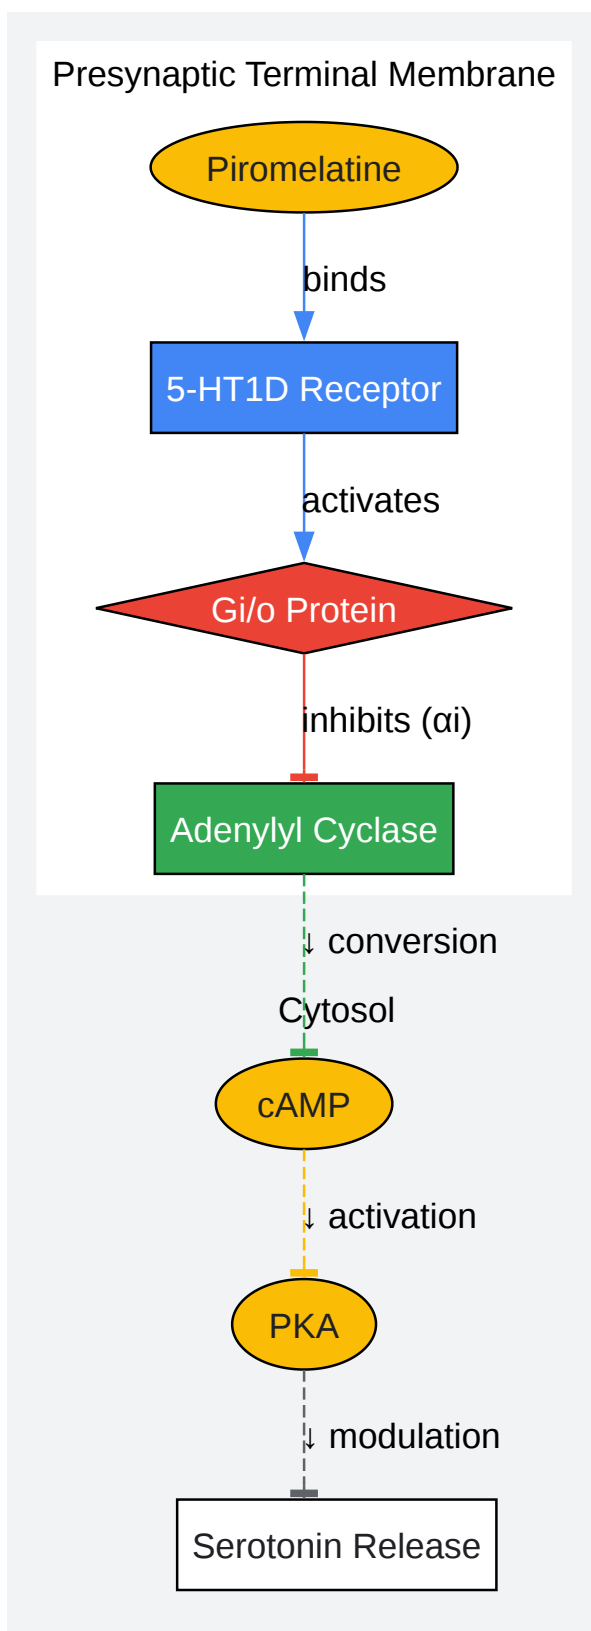 Presynaptic Terminal Membrane
Piromelatine
binds
5-HT1D Receptor
activates
Gi/o Protein
inhibits (αi)
Adenylyl Cyclase
↓ conversion
Cytosol
cAMP
↓ activation
PKA
↓ modulation
Serotonin Release